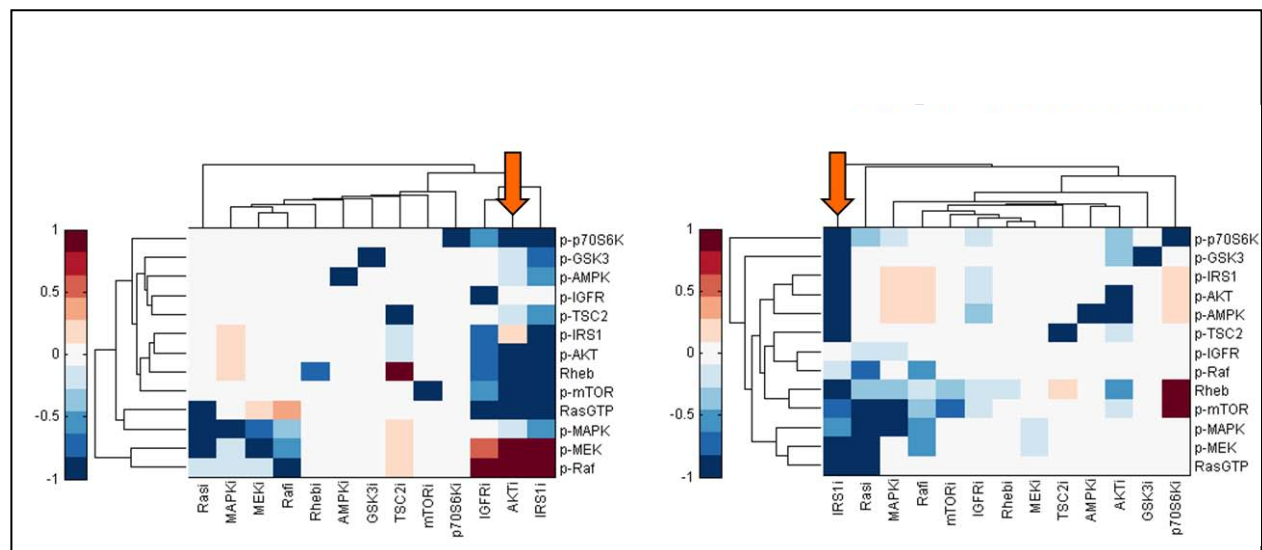 1
0.5
0
-0.5
-1
p-p70S6K
p-GSK3
p-AMPK
p-IGFR
p-TSC2
p-IRS1
p-AKT
Rheb
p-mTOR
RasGTP
p-MAPK
p-MEK
p-Raf
Rasi
MAPKi
MEKi
Rafi
Rhebi
AMPKi
GSK3i
TSC2i
mTORi
p70S6Ki
IGFRi
AKTi
IRS1i
1
0.5
0
-0.5
-1
p-p70S6K
p-GSK3
p-IRS1
p-AKT
p-AMPK
p-TSC2
p-IGFR
p-Raf
Rheb
p-mTOR
p-MAPK
p-MEK
RasGTP
IRS1i
Rasi
MAPKi
Rafi
mTORi
IGFRi
Rhebi
MEKi
TSC2i
AMPKi
AKTi
GSK3i
p70S6Ki